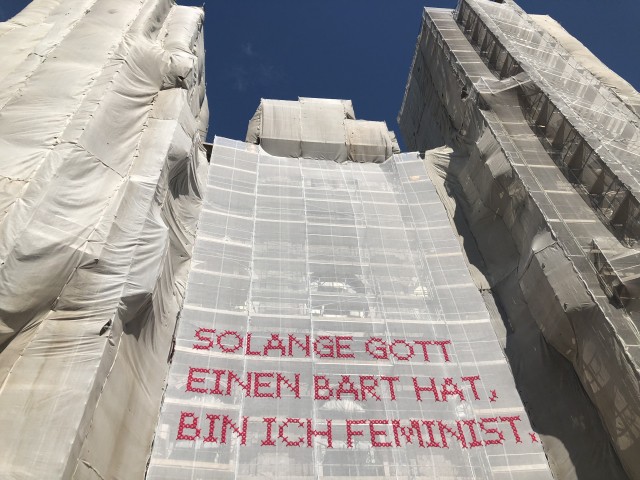 SOLANGE GOTT
EINEN BART HAT,
BIN ICH FEMINIST.